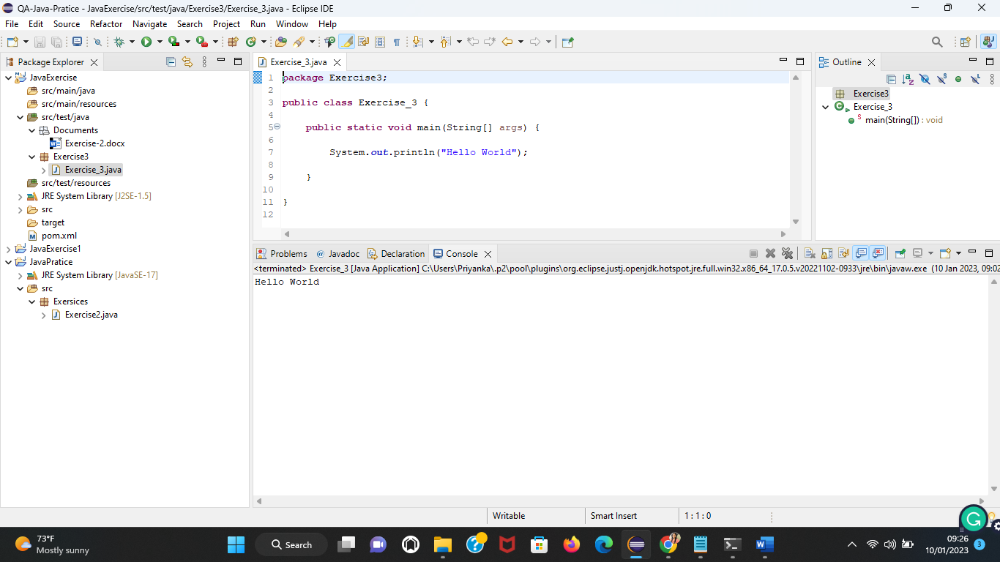 QA-Java-Pratice - JavaExercise/src/test/java/Exercise3/Exercise_3.java - Eclipse IDE
File Edit Source Refactor Navigate Search Project Run Window Help
Package Explorer
JavaExercise
src/main/java
src/main/resources
src/test/java
Documents
Exercise-2.docx
Exercise3
Exercise_3.java
src/test/resources
JRE System Library [J2SE-1.5]
src
target
pom.xml
JavaExercise1
JavaPratice
JRE System Library [JavaSE-17]
src
Exersices
Exercise2.java
Exercise_3.java
1 package Exercise3;
2
3 public class Exercise_3 {
4
5 public static void main(String[] args) {
6
7 System.out.println("Hello World");
8
9 }
10
11 }
12
Outline
Exercise3
Exercise_3
main(String[]) : void
Problems @ Javadoc Declaration Console
<terminated> Exercise_3 [Java Application] C:\Users\Priyanka\.p2\pool\plugins\org.eclipse.justj.openjdk.hotspot.jre.full.win32.x86_64_17.0.5.v20221102-0933\jre\bin\javaw.exe (10 Jan 2023, 09:02
Hello World
Writable Smart Insert 1 : 1 : 0
73°F
Mostly sunny
Search
09:26
10/01/2023
3